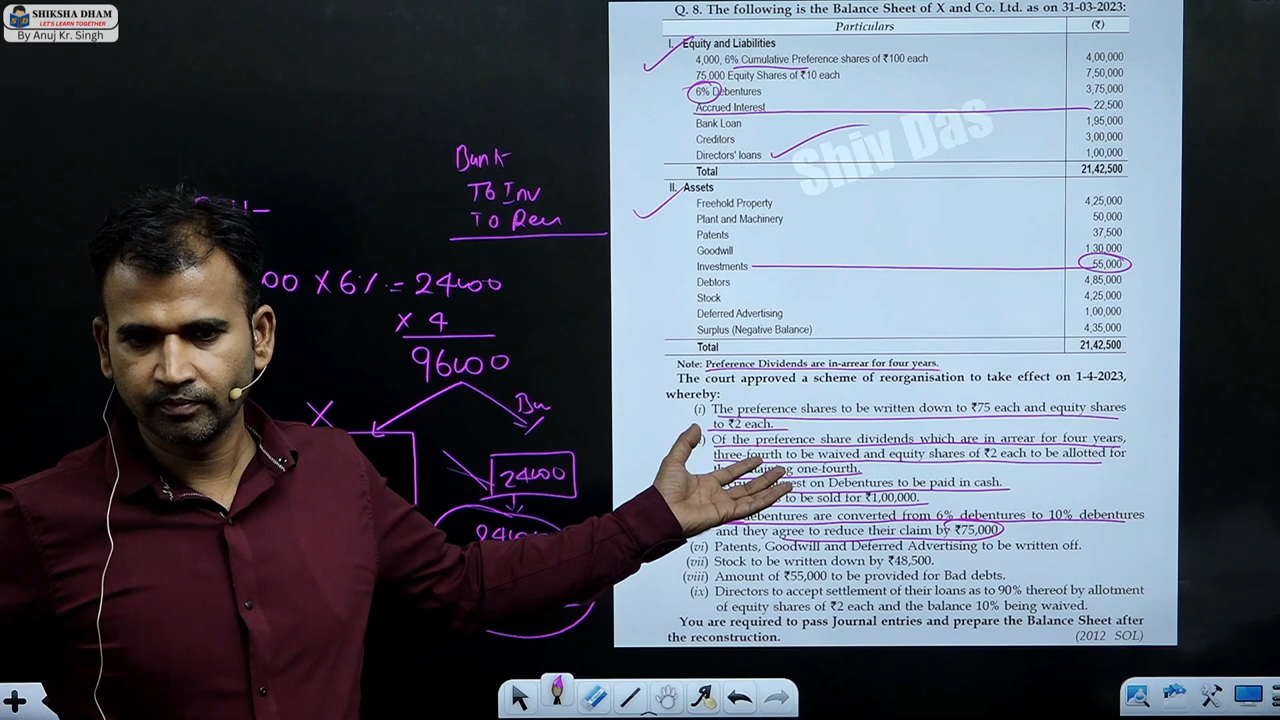 SHIKSHA DHAM
LET'S LEARN TOGETHER
By Anuj Kr. Singh
Bank
To Inv
To Rea
00 X 6% = 24000
X 4
96000
X
24000
Q. 8. The following is the Balance Sheet of X and Co. Ltd. as on 31-03-2023:
Particulars (₹)
I. Equity and Liabilities
4,000, 6% Cumulative Preference shares of ₹100 each 4,00,000
75,000 Equity Shares of ₹10 each 7,50,000
6% Debentures 3,75,000
Accrued Interest 22,500
Bank Loan 1,95,000
Creditors 3,00,000
Directors' loans 1,00,000
Total 21,42,500
II. Assets
Freehold Property 4,25,000
Plant and Machinery 50,000
Patents 37,500
Goodwill 1,30,000
Investments 55,000
Debtors 4,85,000
Stock 4,25,000
Deferred Advertising 1,00,000
Surplus (Negative Balance) 4,35,000
Total 21,42,500
Shiv Das
Note: Preference Dividends are in-arrear for four years.
The court approved a scheme of reorganisation to take effect on 1-4-2023,
whereby:
(i) The preference shares to be written down to ₹75 each and equity shares
to ₹2 each.
Of the preference share dividends which are in arrear for four years,
three-fourth to be waived and equity shares of ₹2 each to be allotted for
one-fourth.
on Debentures to be paid in cash.
to be sold for ₹1,00,000.
are converted from 6% debentures to 10% debentures
and they agree to reduce their claim by ₹75,000
(vi) Patents, Goodwill and Deferred Advertising to be written off.
(vii) Stock to be written down by ₹48,500.
(viii) Amount of ₹55,000 to be provided for Bad debts.
(ix) Directors to accept settlement of their loans as to 90% thereof by allotment
of equity shares of ₹2 each and the balance 10% being waived.
You are required to pass Journal entries and prepare the Balance Sheet after
the reconstruction. (2012 SOL)